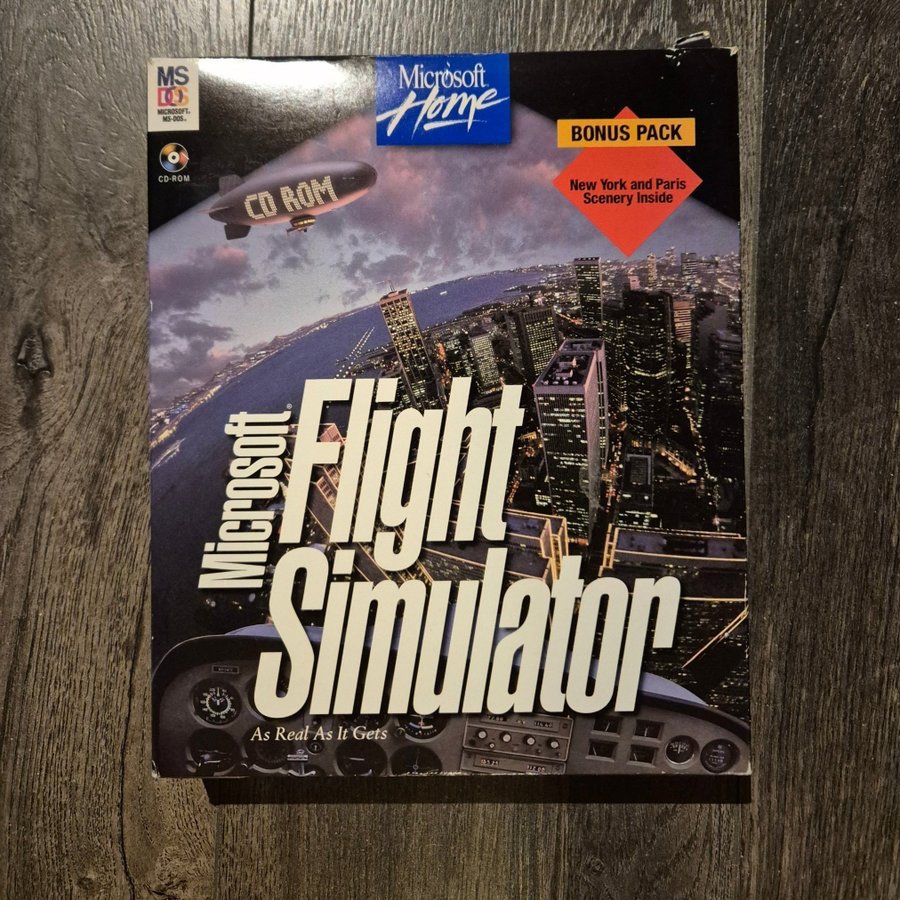 MS
DOS
MICROSOFT®
MS-DOS®
CD-ROM
Microsoft®
Home
BONUS PACK
New York and Paris
Scenery Inside
CD ROM
Microsoft®
Flight
Simulator
As Real As It Gets